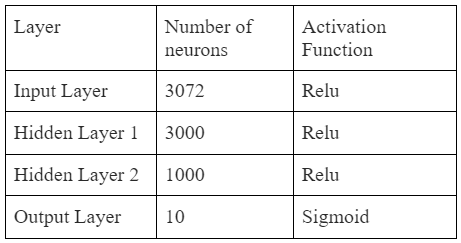 Layer Number of neurons Activation Function
Input Layer 3072 Relu
Hidden Layer 1 3000 Relu
Hidden Layer 2 1000 Relu
Output Layer 10 Sigmoid